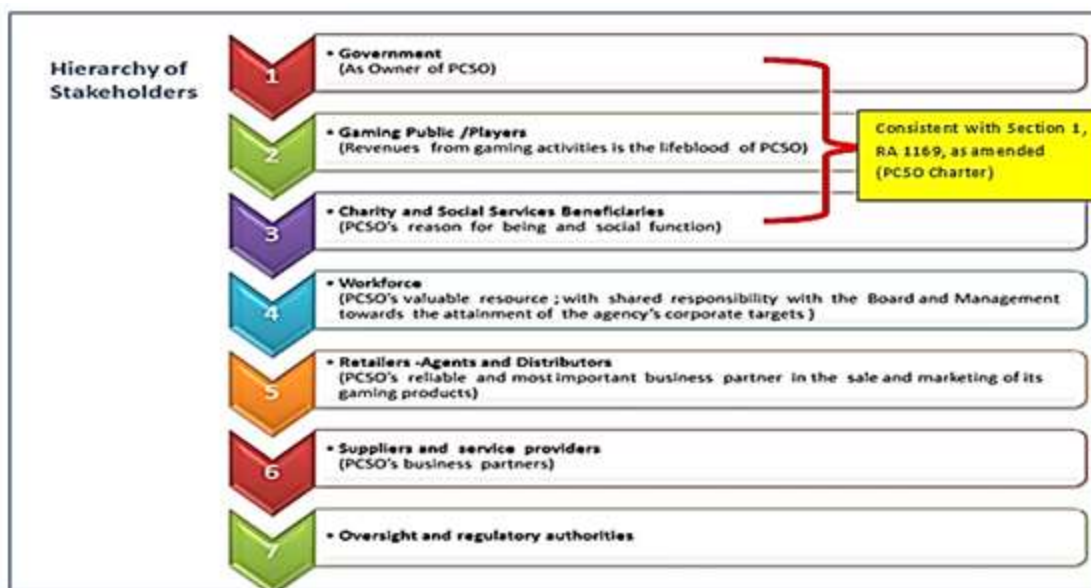 Hierarchy of
Stakeholders
1
• Government
(As Owner of PCSO)
2
• Gaming Public /Players
(Revenues from gaming activities is the lifeblood of PCSO)
Consistent with Section 1,
RA 1169, as amended
(PCSO Charter)
3
• Charity and Social Services Beneficiaries
(PCSO's reason for being and social function)
4
• Workforce
(PCSO's valuable resource ; with shared responsibility with the Board and Management
towards the attainment of the agency's corporate targets )
5
• Retailers -Agents and Distributors
(PCSO's reliable and most important business partner in the sale and marketing of its
gaming products)
6
• Suppliers and service providers
(PCSO's business partners)
7
• Oversight and regulatory authorities